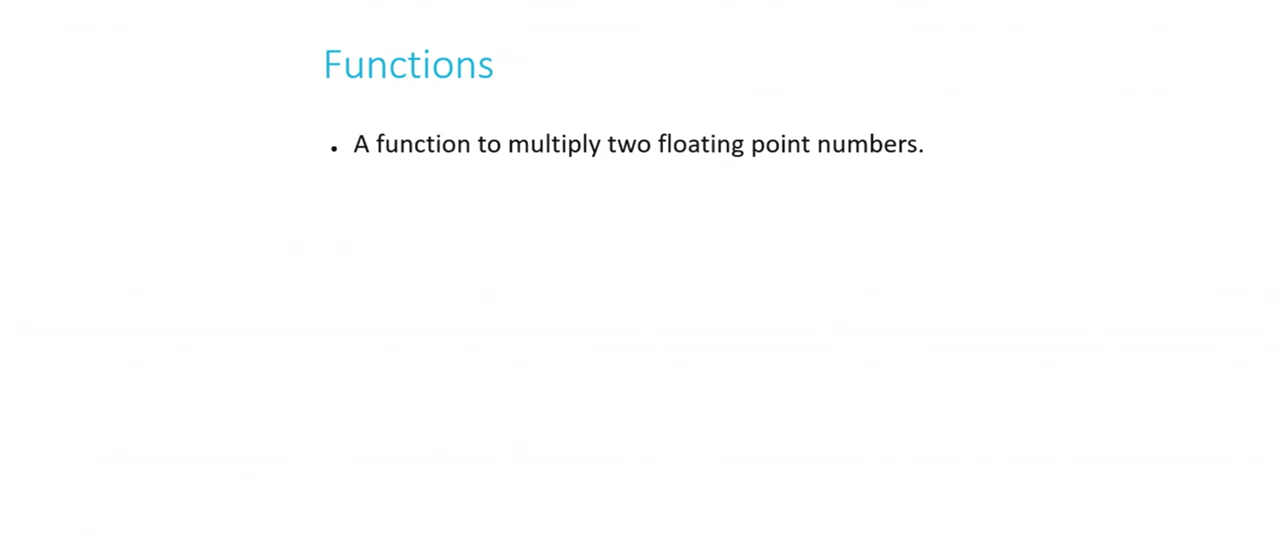 Functions
• A function to multiply two floating point numbers.